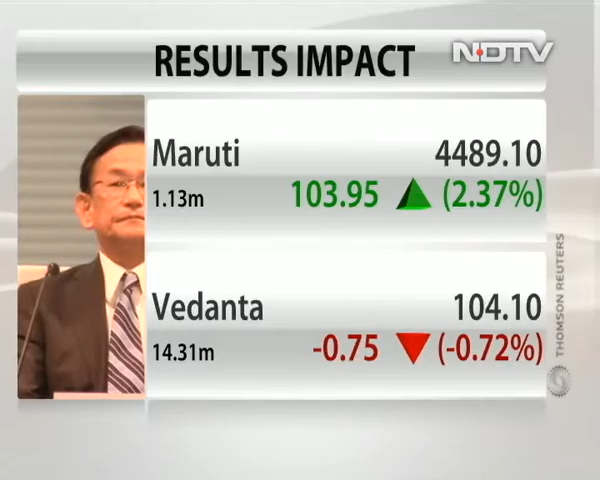 RESULTS IMPACT
NDTV
Maruti 4489.10
1.13m 103.95 ▲ (2.37%)
Vedanta 104.10
14.31m -0.75 ▼ (-0.72%)
THOMSON REUTERS